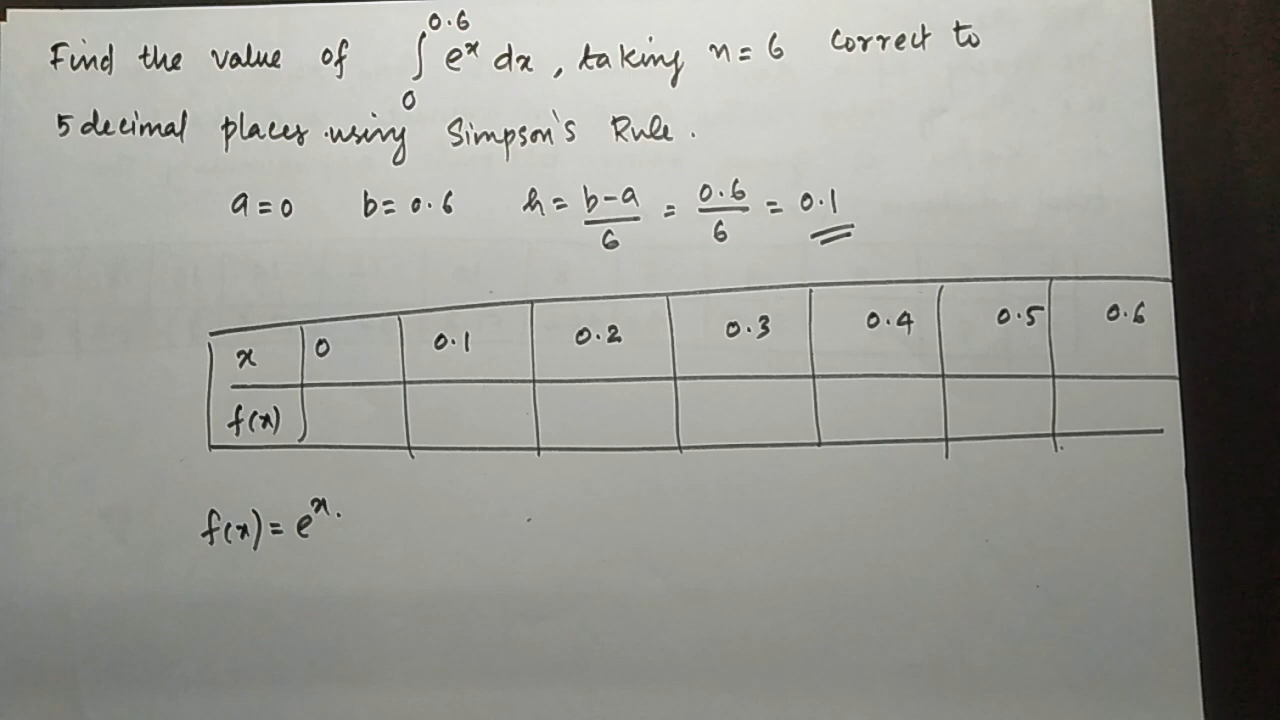 Find the value of ∫₀^0.6 eˣ dx, taking n = 6 correct to
5 decimal places using Simpson's Rule.
a = 0 b = 0.6 h = (b-a)/6 = 0.6/6 = 0.1
x 0 0.1 0.2 0.3 0.4 0.5 0.6
f(x)
f(x) = eˣ.